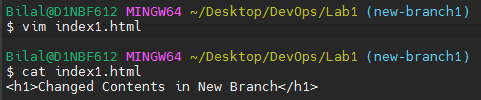 Bilal@D1NBF612 MINGW64 ~/Desktop/DevOps/Lab1 (new-branch1)
$ vim index1.html
Bilal@D1NBF612 MINGW64 ~/Desktop/DevOps/Lab1 (new-branch1)
$ cat index1.html
<h1>Changed Contents in New Branch</h1>